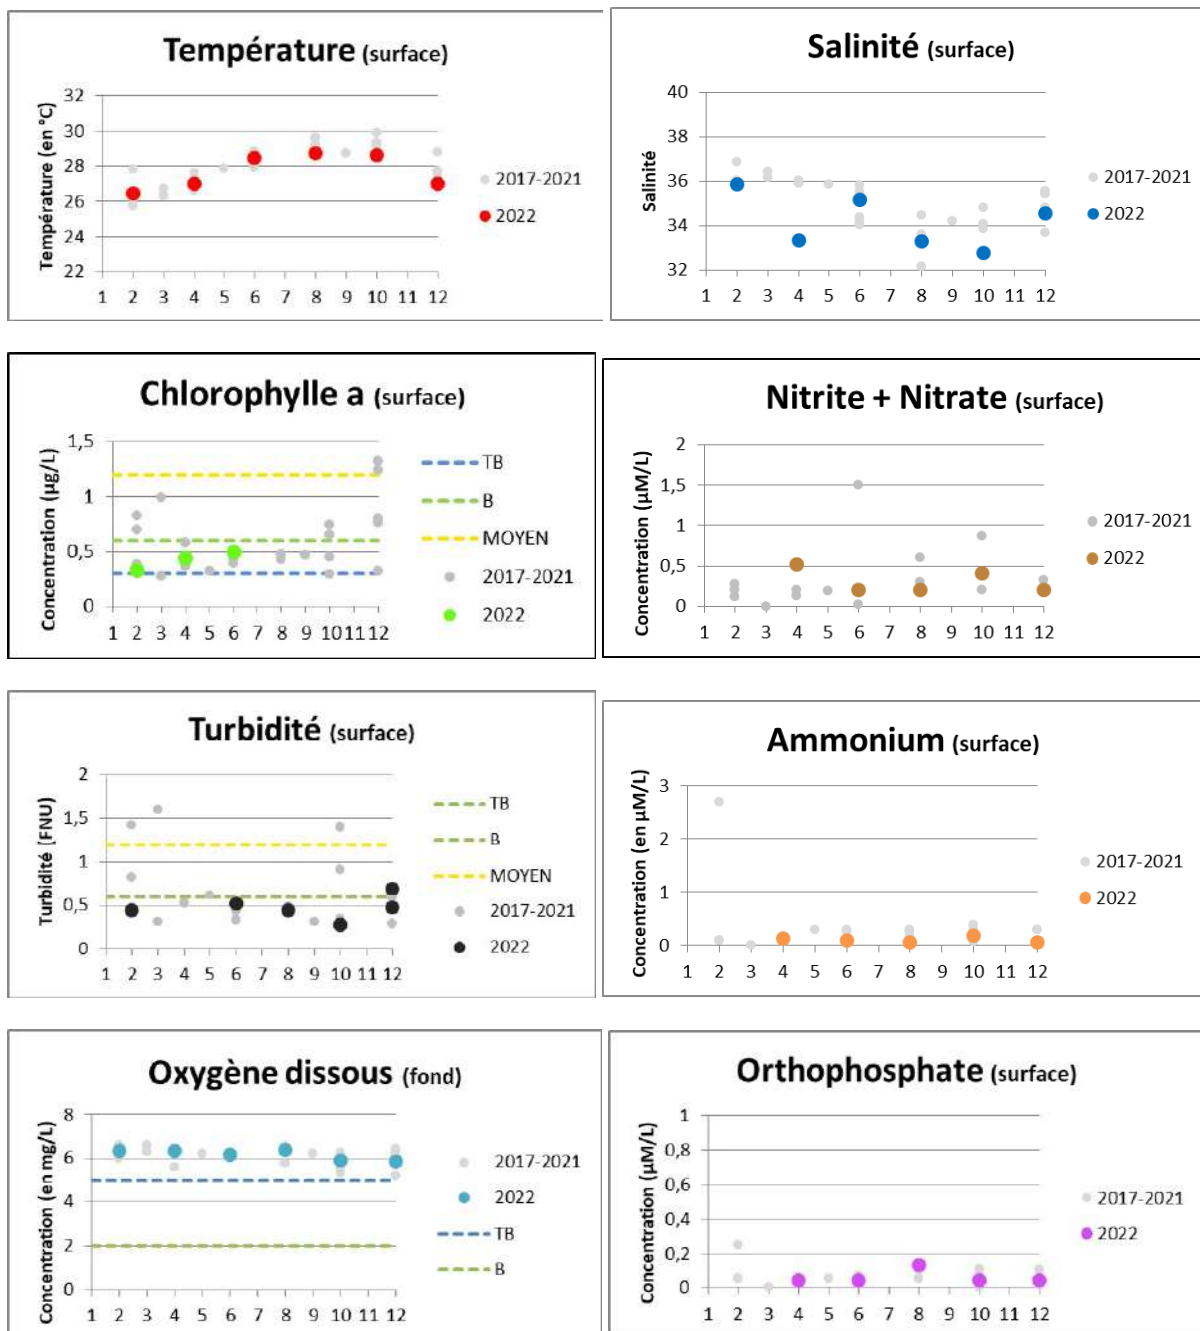 Température (surface)
Température (en °C)
32
30
28
26
24
22
1 2 3 4 5 6 7 8 9 10 11 12
2017-2021
2022
Salinité (surface)
Salinité
40
38
36
34
32
1 2 3 4 5 6 7 8 9 10 11 12
2017-2021
2022
Chlorophylle a (surface)
Concentration (µg/L)
1,5
1
0,5
0
1 2 3 4 5 6 7 8 9 10 11 12
TB
B
MOYEN
2017-2021
2022
Nitrite + Nitrate (surface)
Concentration (µM/L)
2
1,5
1
0,5
0
1 2 3 4 5 6 7 8 9 10 11 12
2017-2021
2022
Turbidité (surface)
Turbidité (FNU)
2
1,5
1
0,5
0
1 2 3 4 5 6 7 8 9 10 11 12
TB
B
MOYEN
2017-2021
2022
Ammonium (surface)
Concentration (en µM/L)
3
2
1
0
1 2 3 4 5 6 7 8 9 10 11 12
2017-2021
2022
Oxygène dissous (fond)
Concentration (en mg/L)
8
6
4
2
0
1 2 3 4 5 6 7 8 9 10 11 12
2017-2021
2022
TB
B
Orthophosphate (surface)
Concentration (µM/L)
1
0,8
0,6
0,4
0,2
0
1 2 3 4 5 6 7 8 9 10 11 12
2017-2021
2022